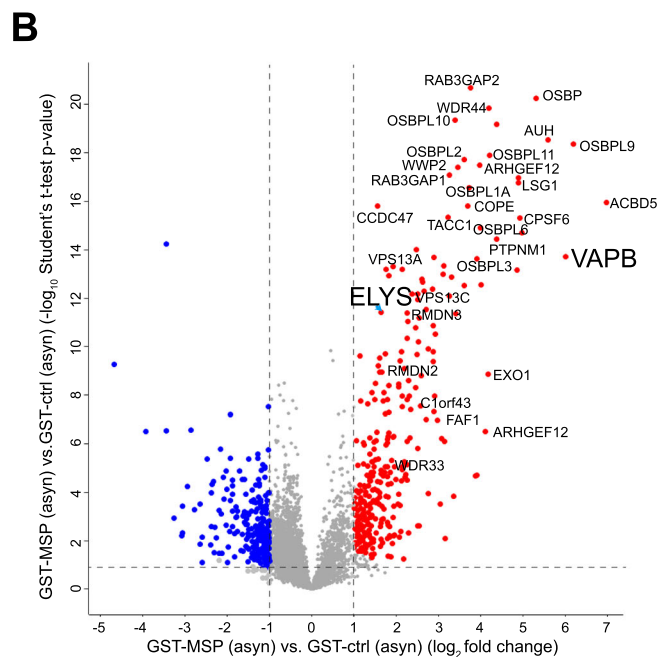 B
RAB3GAP2
OSBP
WDR44
OSBPL10
AUH
OSBPL9
OSBPL2
OSBPL11
WWP2
ARHGEF12
RAB3GAP1
LSG1
OSBPL1A
ACBD5
COPE
CCDC47
TACC1
CPSF6
OSBPL6
PTPNM1
VPS13A
OSBPL3
VAPB
ELYS
VPS13C
RMDN3
RMDN2
EXO1
C1orf43
FAF1
ARHGEF12
WDR33
20
18
16
14
12
10
8
6
4
2
0
-5 -4 -3 -2 -1 0 1 2 3 4 5 6 7
GST-MSP (asyn) vs.GST-ctrl (asyn) (-log10 Student's t-test p-value)
GST-MSP (asyn) vs. GST-ctrl (asyn) (log2 fold change)